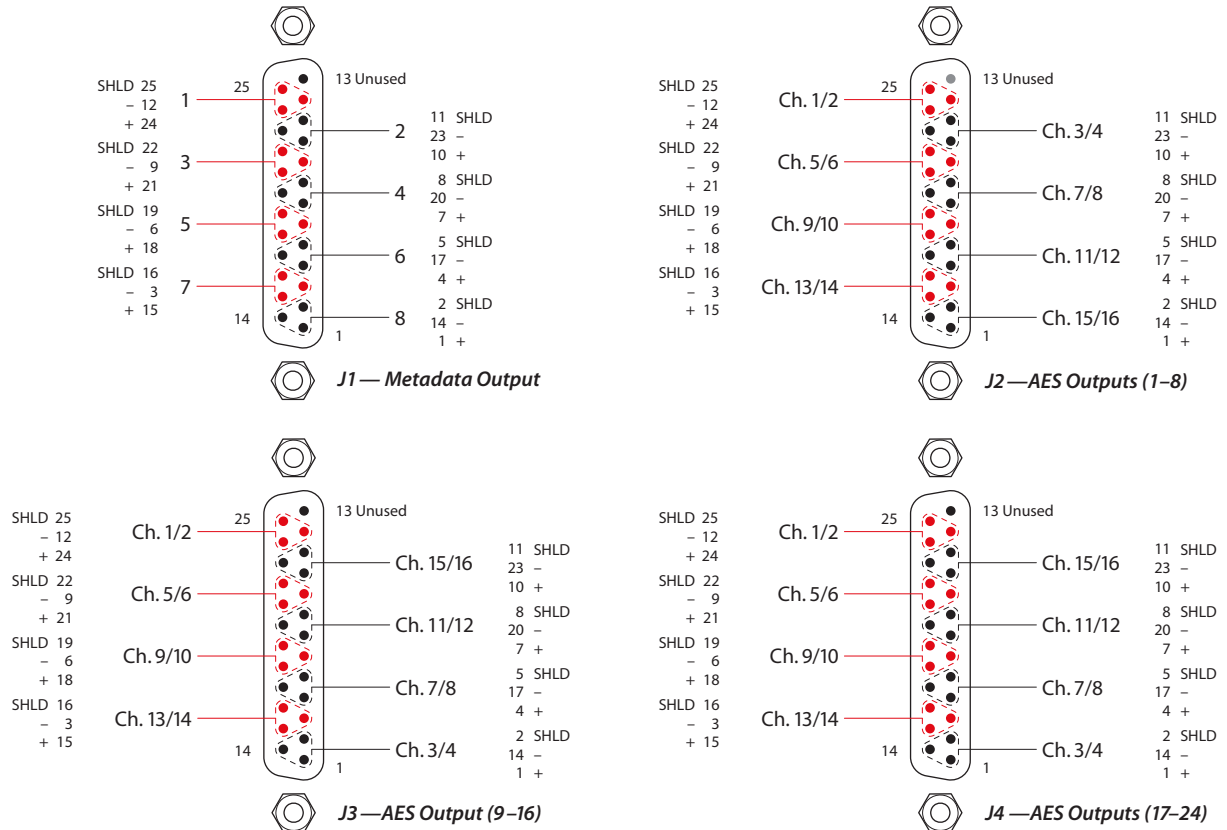 13 Unused
SHLD 25
– 12
+ 24
1
25
11 SHLD
23 –
10 +
2
SHLD 22
– 9
+ 21
3
8 SHLD
20 –
7 +
4
SHLD 19
– 6
+ 18
5
5 SHLD
17 –
4 +
6
SHLD 16
– 3
+ 15
7
2 SHLD
14 –
1 +
8
14
1
J1 — Metadata Output
13 Unused
SHLD 25
– 12
+ 24
Ch. 1/2
25
11 SHLD
23 –
10 +
Ch. 3/4
SHLD 22
– 9
+ 21
Ch. 5/6
8 SHLD
20 –
7 +
Ch. 7/8
SHLD 19
– 6
+ 18
Ch. 9/10
5 SHLD
17 –
4 +
Ch. 11/12
SHLD 16
– 3
+ 15
Ch. 13/14
2 SHLD
14 –
1 +
Ch. 15/16
14
1
J2 —AES Outputs (1–8)
13 Unused
SHLD 25
– 12
+ 24
Ch. 1/2
25
11 SHLD
23 –
10 +
Ch. 15/16
SHLD 22
– 9
+ 21
Ch. 5/6
8 SHLD
20 –
7 +
Ch. 11/12
SHLD 19
– 6
+ 18
Ch. 9/10
5 SHLD
17 –
4 +
Ch. 7/8
SHLD 16
– 3
+ 15
Ch. 13/14
2 SHLD
14 –
1 +
Ch. 3/4
14
1
J3 —AES Output (9–16)
13 Unused
SHLD 25
– 12
+ 24
Ch. 1/2
25
11 SHLD
23 –
10 +
Ch. 15/16
SHLD 22
– 9
+ 21
Ch. 5/6
8 SHLD
20 –
7 +
Ch. 11/12
SHLD 19
– 6
+ 18
Ch. 9/10
5 SHLD
17 –
4 +
Ch. 7/8
SHLD 16
– 3
+ 15
Ch. 13/14
2 SHLD
14 –
1 +
Ch. 3/4
14
1
J4 —AES Outputs (17–24)